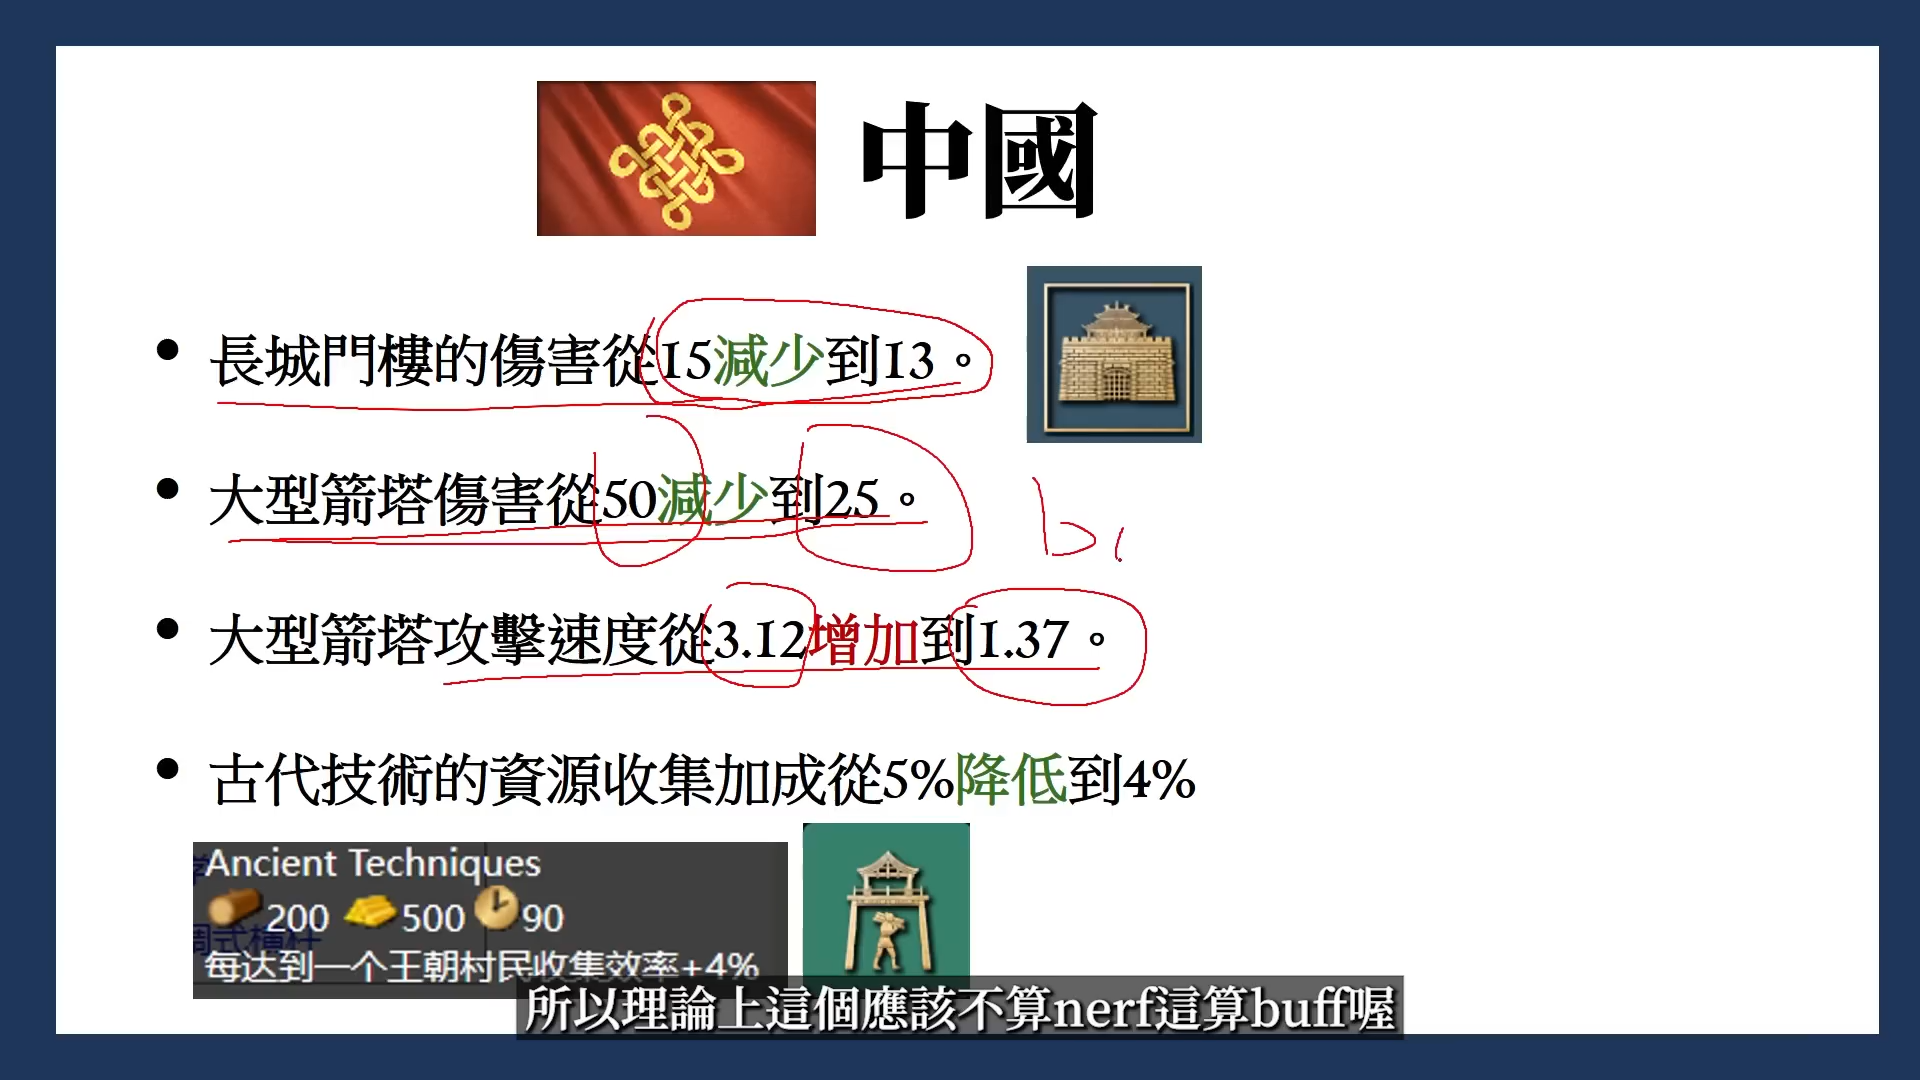 中國
長城門樓的傷害從15減少到13。
大型箭塔傷害從50減少到25。
bu
大型箭塔攻擊速度從3.12增加到1.37。
古代技術的資源收集加成從5%降低到4%
Ancient Techniques
200 500 90
每达到一个王朝村民收集效率+4%
所以理論上這個應該不算nerf這算buff喔